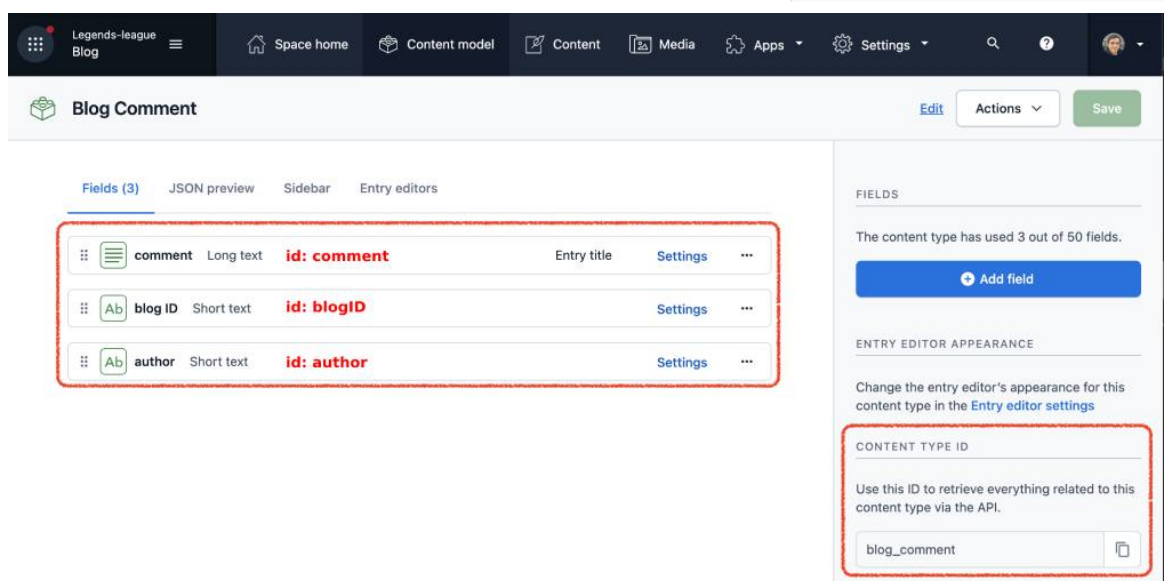 Legends-league
Blog
Space home
Content model
Content
Media
Apps
Settings
?
Blog Comment
Edit
Actions
Save
Fields (3)
JSON preview
Sidebar
Entry editors
comment Long text id: comment Entry title Settings ...
Ab blog ID Short text id: blogID Settings ...
Ab author Short text id: author Settings ...
FIELDS
The content type has used 3 out of 50 fields.
Add field
ENTRY EDITOR APPEARANCE
Change the entry editor's appearance for this
content type in the Entry editor settings
CONTENT TYPE ID
Use this ID to retrieve everything related to this
content type via the API.
blog_comment